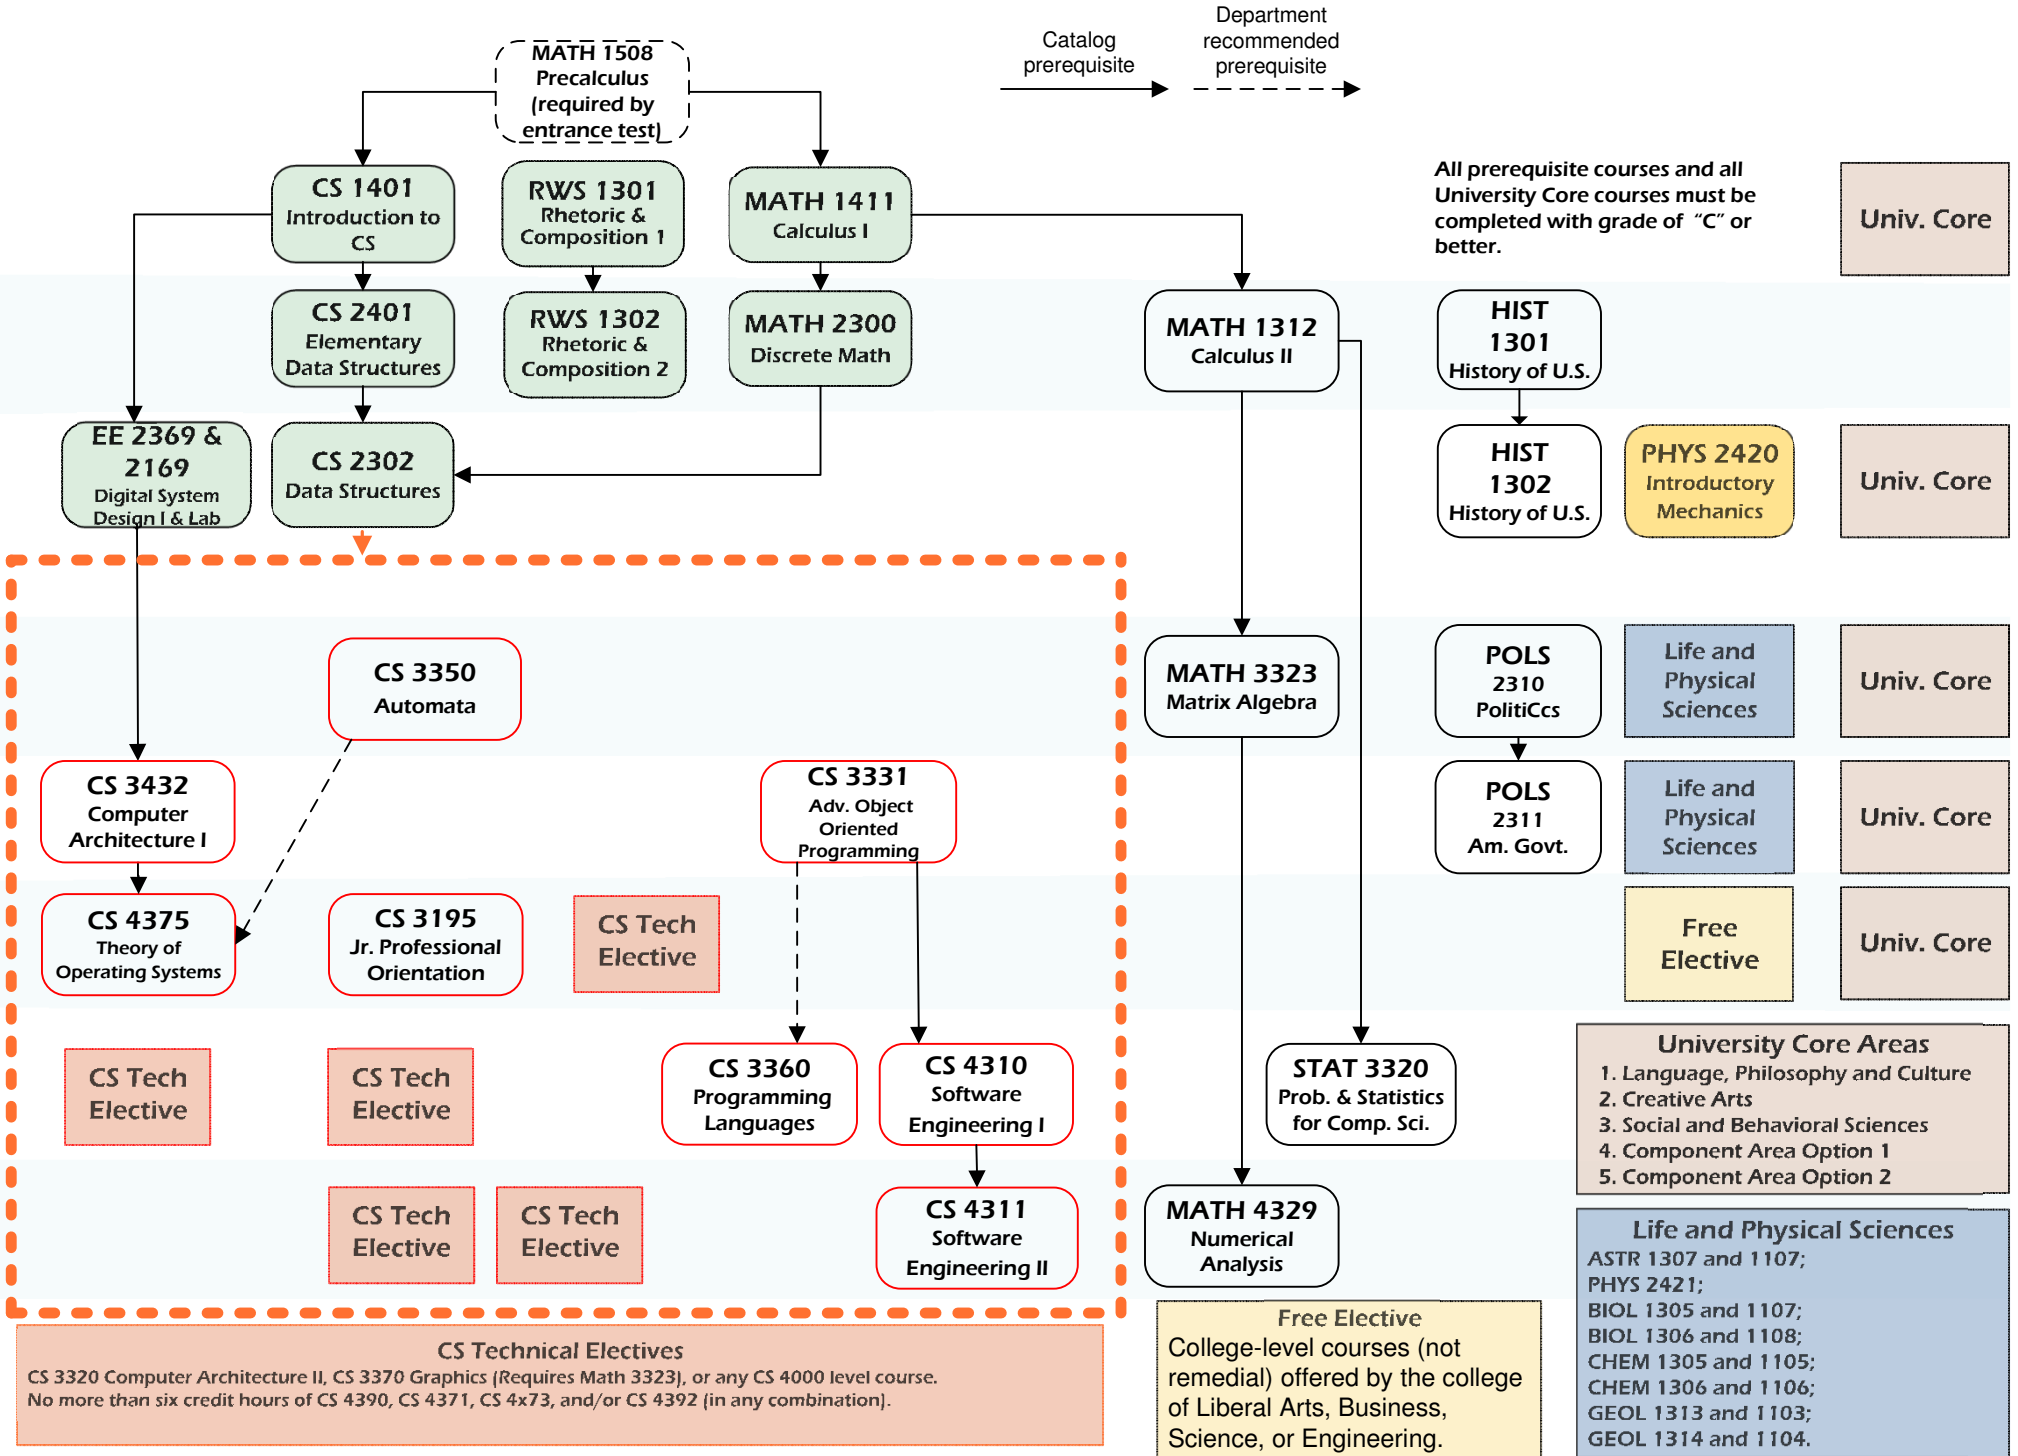 Department
recommended
prerequisite
Catalog
prerequisite
MATH 1508
Precalculus
(required by
entrance test)
CS 1401
Introduction to
CS
RWS 1301
Rhetoric &
Composition 1
MATH 1411
Calculus I
All prerequisite courses and all
University Core courses must be
completed with grade of “C” or
better.
Univ. Core
CS 2401
Elementary
Data Structures
RWS 1302
Rhetoric &
Composition 2
MATH 2300
Discrete Math
MATH 1312
Calculus II
HIST
1301
History of U.S.
EE 2369 &
2169
Digital System
Design I & Lab
CS 2302
Data Structures
HIST
1302
History of U.S.
PHYS 2420
Introductory
Mechanics
Univ. Core
CS 3350
Automata
MATH 3323
Matrix Algebra
POLS
2310
PolitiCcs
Life and
Physical
Sciences
Univ. Core
CS 3432
Computer
Architecture I
CS 3331
Adv. Object
Oriented
Programming
POLS
2311
Am. Govt.
Life and
Physical
Sciences
Univ. Core
CS 4375
Theory of
Operating Systems
CS 3195
Jr. Professional
Orientation
CS Tech
Elective
Free
Elective
Univ. Core
CS Tech
Elective
CS Tech
Elective
CS 3360
Programming
Languages
CS 4310
Software
Engineering I
STAT 3320
Prob. & Statistics
for Comp. Sci.
University Core Areas
1. Language, Philosophy and Culture
2. Creative Arts
3. Social and Behavioral Sciences
4. Component Area Option 1
5. Component Area Option 2
CS Tech
Elective
CS Tech
Elective
CS 4311
Software
Engineering II
MATH 4329
Numerical
Analysis
Life and Physical Sciences
ASTR 1307 and 1107;
PHYS 2421;
BIOL 1305 and 1107;
BIOL 1306 and 1108;
CHEM 1305 and 1105;
CHEM 1306 and 1106;
GEOL 1313 and 1103;
GEOL 1314 and 1104.
CS Technical Electives
CS 3320 Computer Architecture II, CS 3370 Graphics (Requires Math 3323), or any CS 4000 level course.
No more than six credit hours of CS 4390, CS 4371, CS 4x73, and/or CS 4392 (in any combination).
Free Elective
College-level courses (not
remedial) offered by the college
of Liberal Arts, Business,
Science, or Engineering.